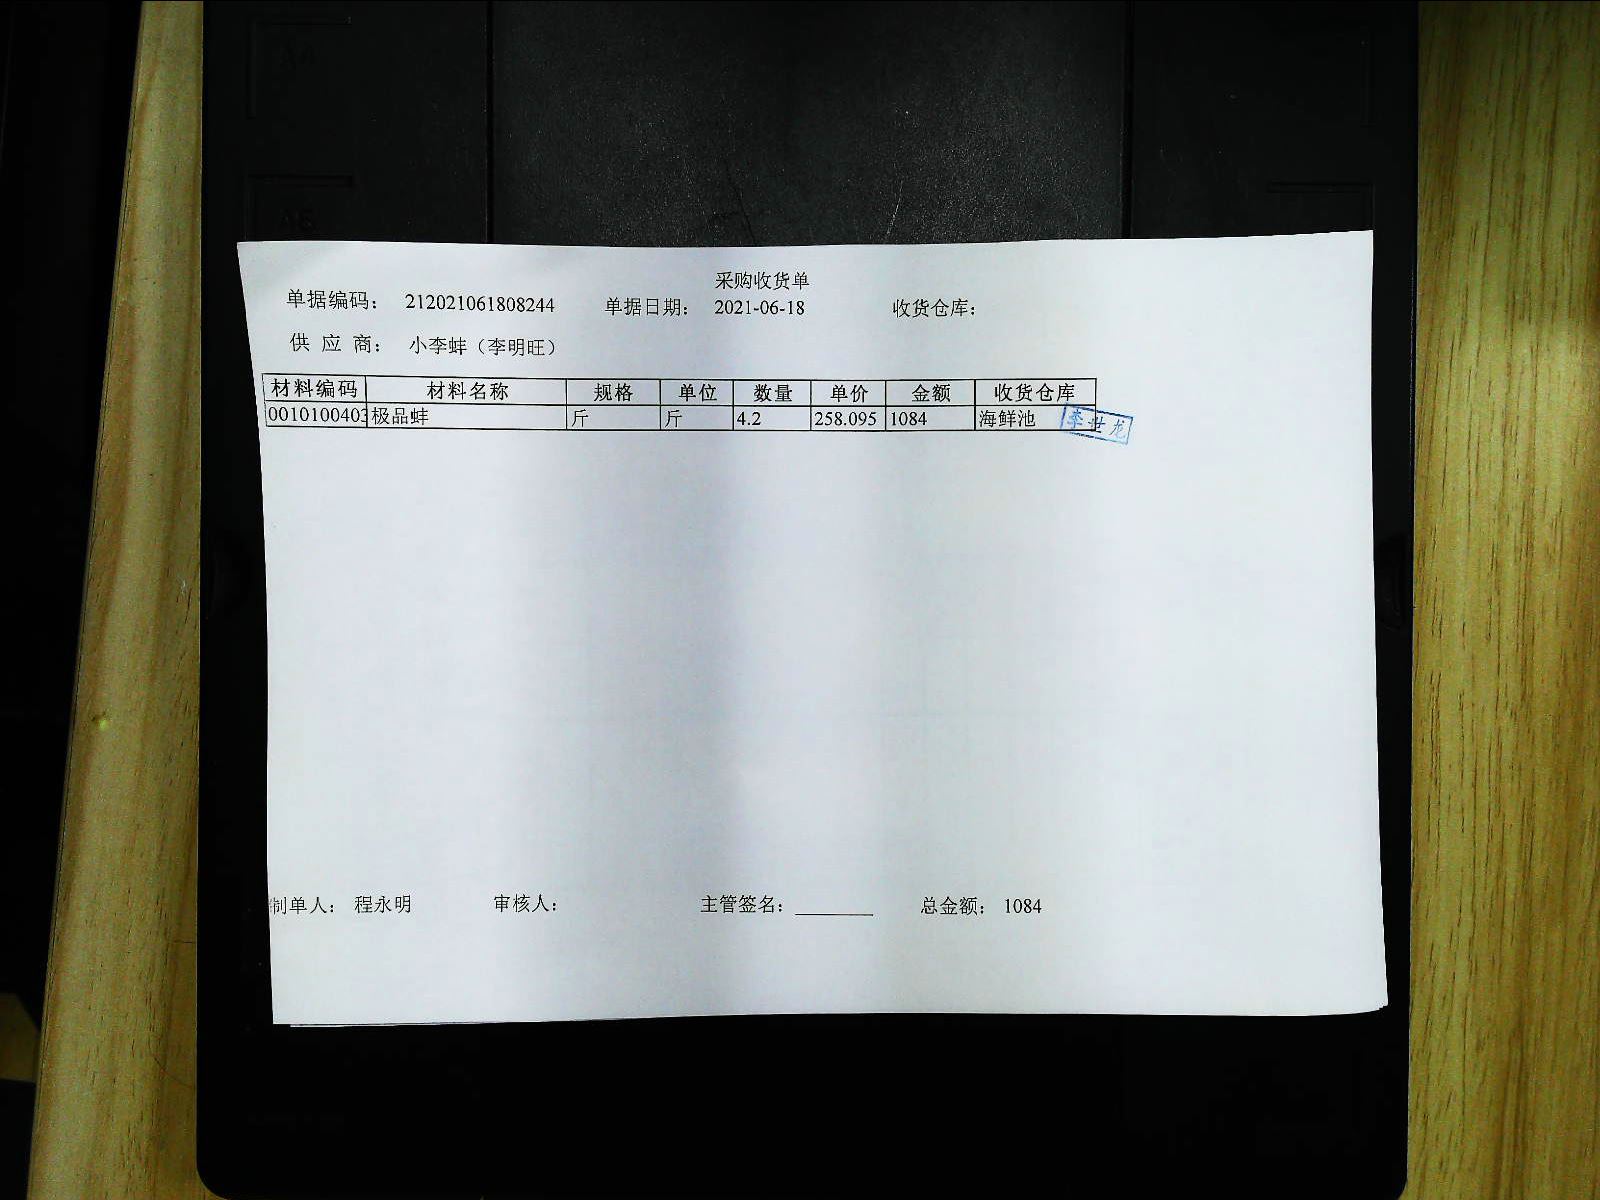 采购收货单
单据编码： 212021061808244 单据日期： 2021-06-18 收货仓库：
供 应 商： 小李蚌（李明旺）
材料编码 材料名称 规格 单位 数量 单价 金额 收货仓库
0010100403 极品蚌 斤 斤 4.2 258.095 1084 海鲜池
李世龙
制单人： 程永明 审核人： 主管签名： 总金额： 1084